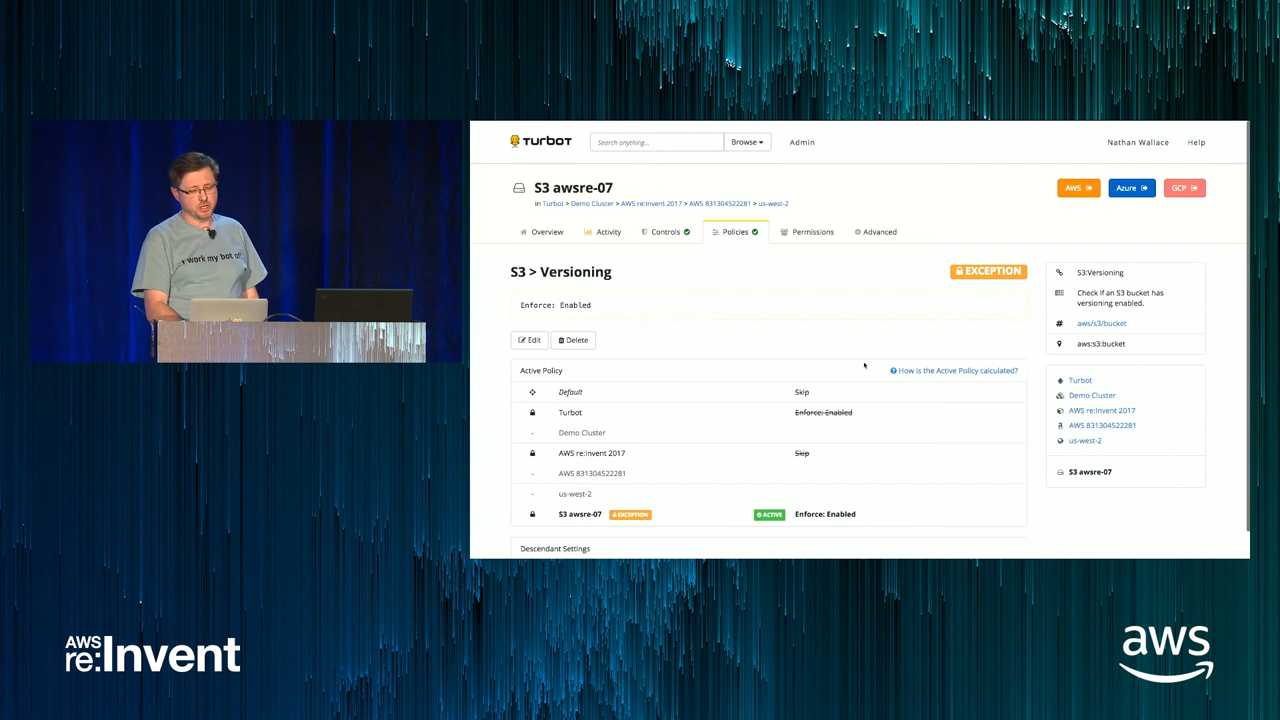 I work my bot of
TURBOT
Search anything...
Browse
Admin
Nathan Wallace
Help
S3 awsre-07
in Turbot > Demo Cluster > AWS re:Invent 2017 > AWS 831304522281 > us-west-2
AWS
Azure
GCP
Overview
Activity
Controls
Policies
Permissions
Advanced
S3 > Versioning
EXCEPTION
Enforce: Enabled
Edit
Delete
Active Policy
How is the Active Policy calculated?
Default Skip
Turbot Enforce: Enabled
- Demo Cluster
AWS re:Invent 2017 Skip
- AWS 831304522281
- us-west-2
S3 awsre-07 EXCEPTION ACTIVE Enforce: Enabled
Descendant Settings
S3:Versioning
Check if an S3 bucket has
versioning enabled.
aws/s3/bucket
aws:s3:bucket
Turbot
Demo Cluster
AWS re:Invent 2017
AWS 831304522281
us-west-2
S3 awsre-07
AWS
re:Invent
aws